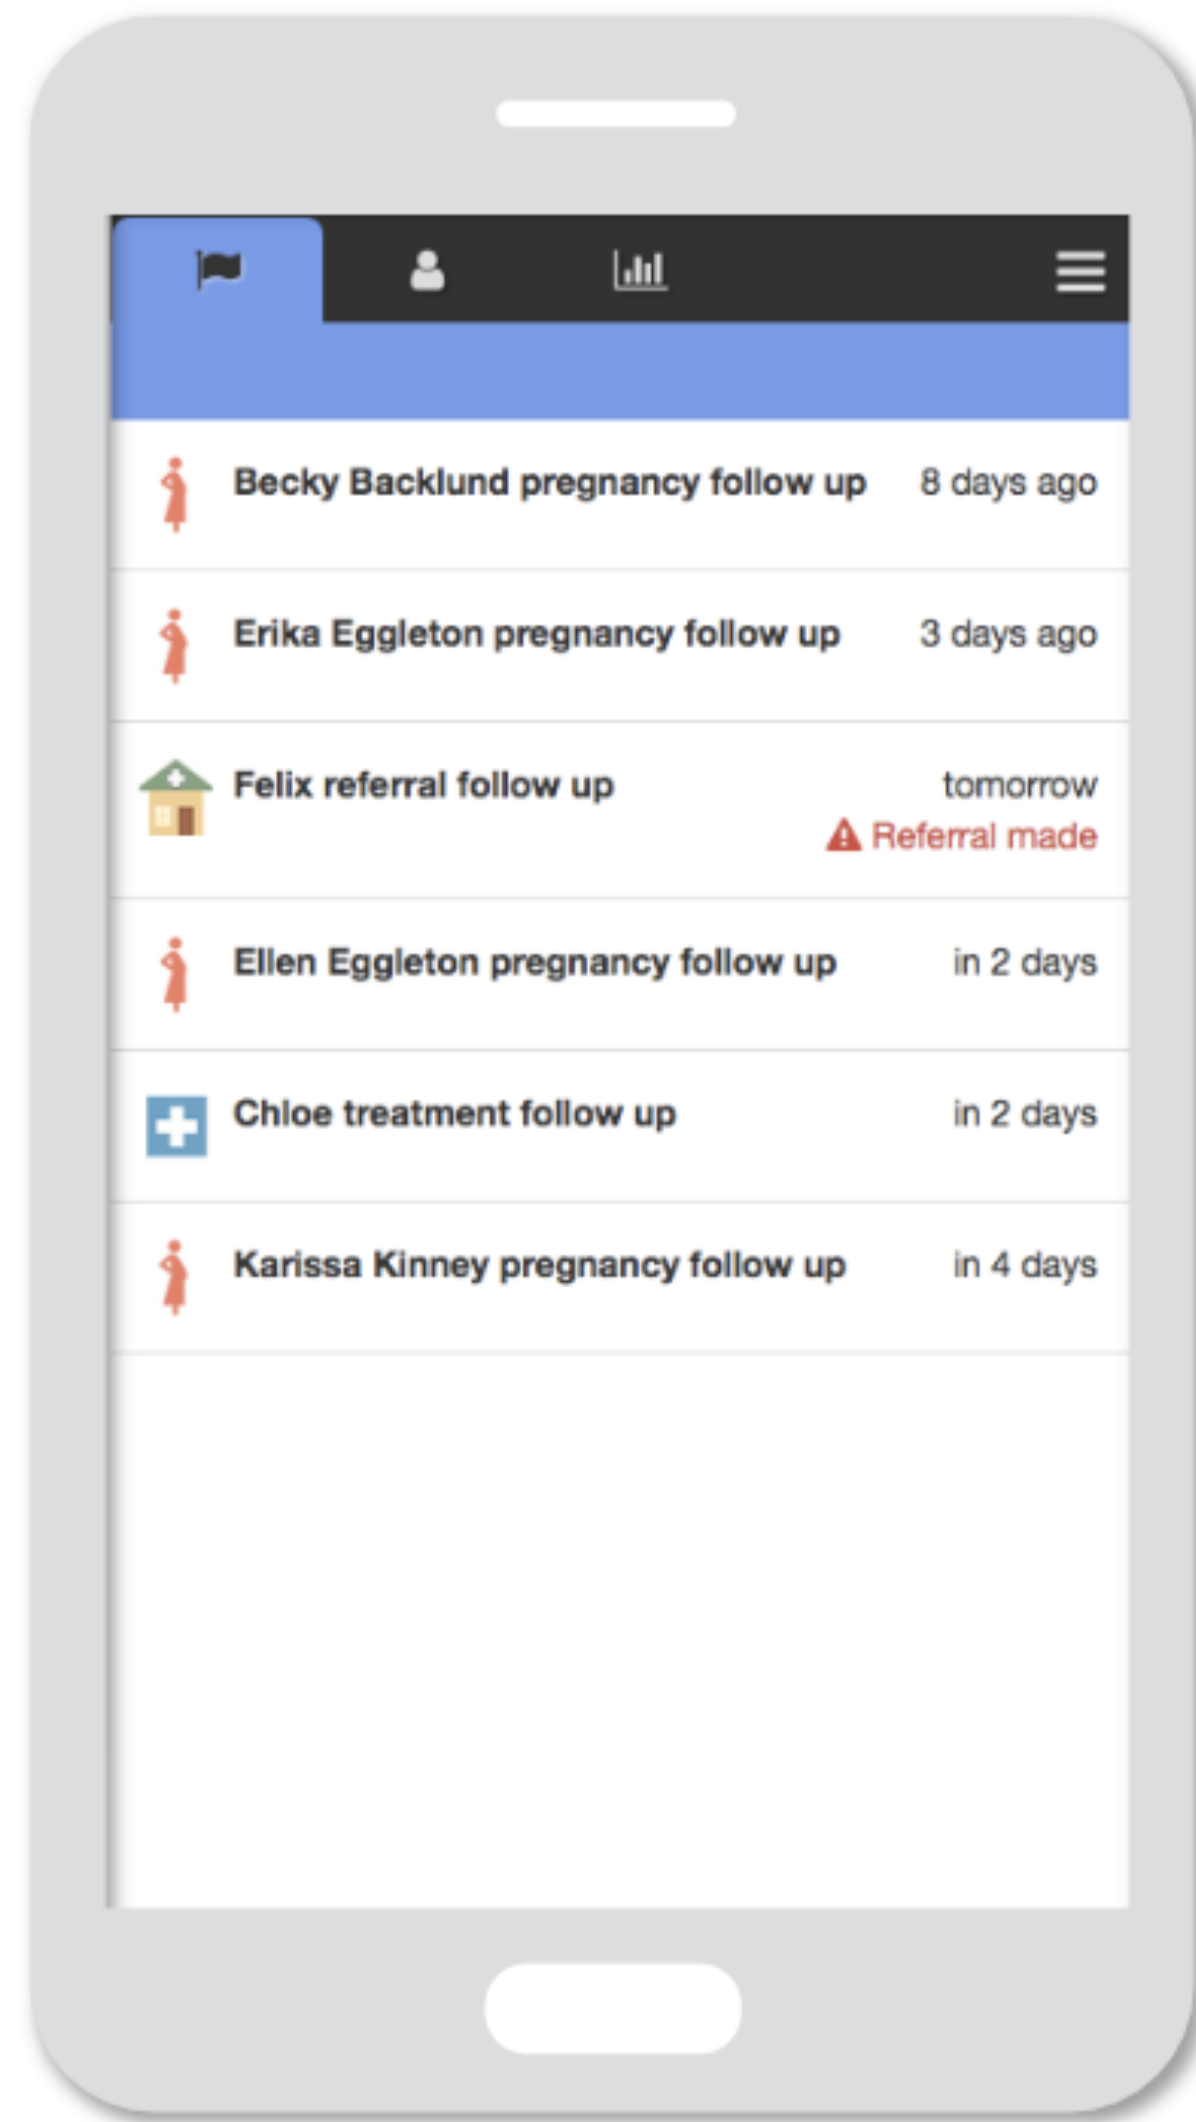 Becky Backlund pregnancy follow up 8 days ago
Erika Eggleton pregnancy follow up 3 days ago
Felix referral follow up tomorrow
Referral made
Ellen Eggleton pregnancy follow up in 2 days
Chloe treatment follow up in 2 days
Karissa Kinney pregnancy follow up in 4 days